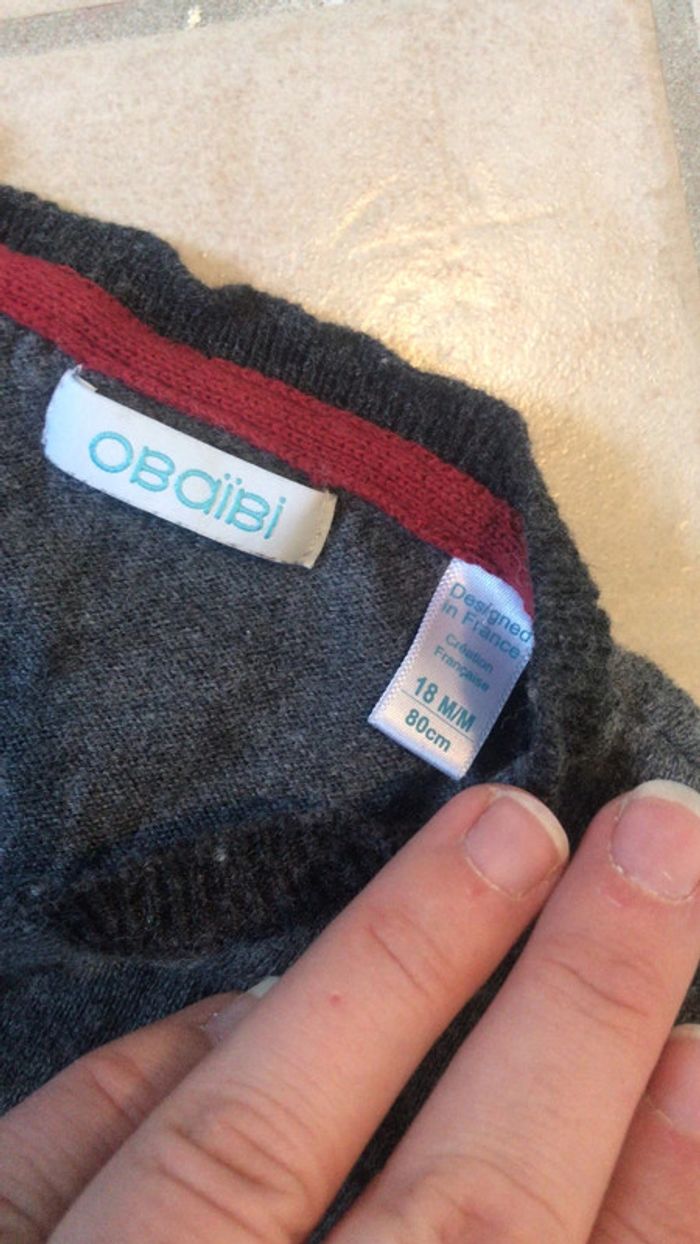 OBaïBi
Designed
in France
Création
Française
18 M/M
80cm